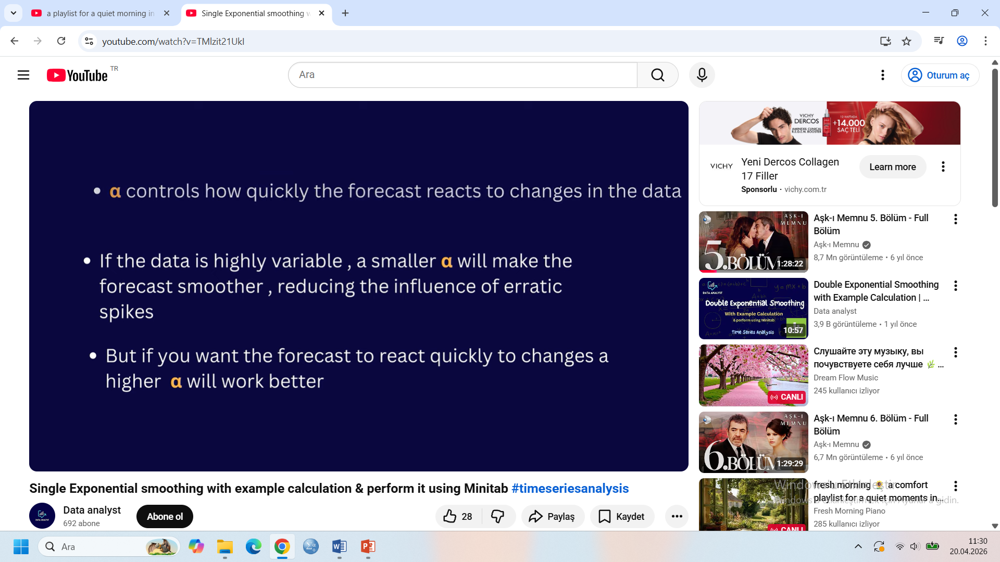 a playlist for a quiet morning in
Single Exponential smoothing w
youtube.com/watch?v=TMlzit21UkI
YouTube TR
Ara
Oturum aç
α controls how quickly the forecast reacts to changes in the data
If the data is highly variable , a smaller α will make the
forecast smoother , reducing the influence of erratic
spikes
But if you want the forecast to react quickly to changes a
higher α will work better
Single Exponential smoothing with example calculation & perform it using Minitab #timeseriesanalysis
Data analyst
692 abone
Abone ol
28
Paylaş
Kaydet
VICHY
DERCOS
AMINEXIL CLINICAL
R.E.G.E.N. BOOSTER
12 HAFTADA
+14.000
SAÇ TELİ
VICHY
Yeni Dercos Collagen
17 Filler
Sponsorlu · vichy.com.tr
Learn more
AŞK-I
MEMNU
5.BÖLÜM
1:28:22
Aşk-ı Memnu 5. Bölüm - Full
Bölüm
Aşk-ı Memnu
8,7 Mn görüntüleme • 6 yıl önce
DATA ANALYST
Double Exponential Smoothing
With Example Calculation
& perform using Minitab
Time Series Analysis
10:57
Double Exponential Smoothing
with Example Calculation | ...
Data analyst
3,9 B görüntüleme • 1 yıl önce
CANLI
Слушайте эту музыку, вы
почувствуете себя лучше 🌿 ...
Dream Flow Music
245 kullanıcı izliyor
AŞK-I
MEMNU
6.BÖLÜM
1:29:29
Aşk-ı Memnu 6. Bölüm - Full
Bölüm
Aşk-ı Memnu
6,7 Mn görüntüleme • 6 yıl önce
CANLI
fresh morning 🌻 a comfort
playlist for a quiet moments in...
Fresh Morning Piano
285 kullanıcı izliyor
Windows'u Etkinleştir
Ara
11:30
20.04.2026